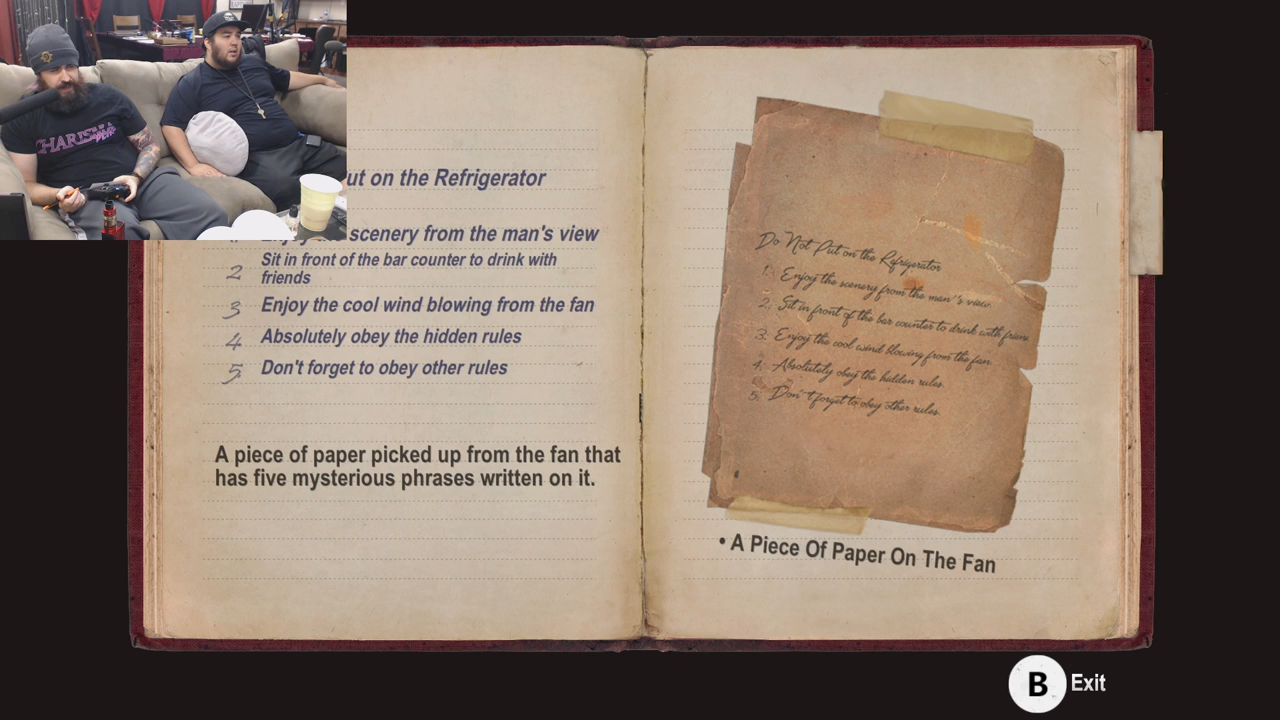 CHARISMA
ut on the Refrigerator
scenery from the man's view
2 Sit in front of the bar counter to drink with
friends
3 Enjoy the cool wind blowing from the fan
4 Absolutely obey the hidden rules
5 Don't forget to obey other rules
A piece of paper picked up from the fan that
has five mysterious phrases written on it.
Do Not Put on the Refrigerator
1. Enjoy the scenery from the man's view.
2. Sit in front of the bar counter to drink with friens
3. Enjoy the cool wind blowing from the fan.
4. Absolutely obey the hidden rules.
5. Don't forget to obey other rules.
• A Piece Of Paper On The Fan
B Exit